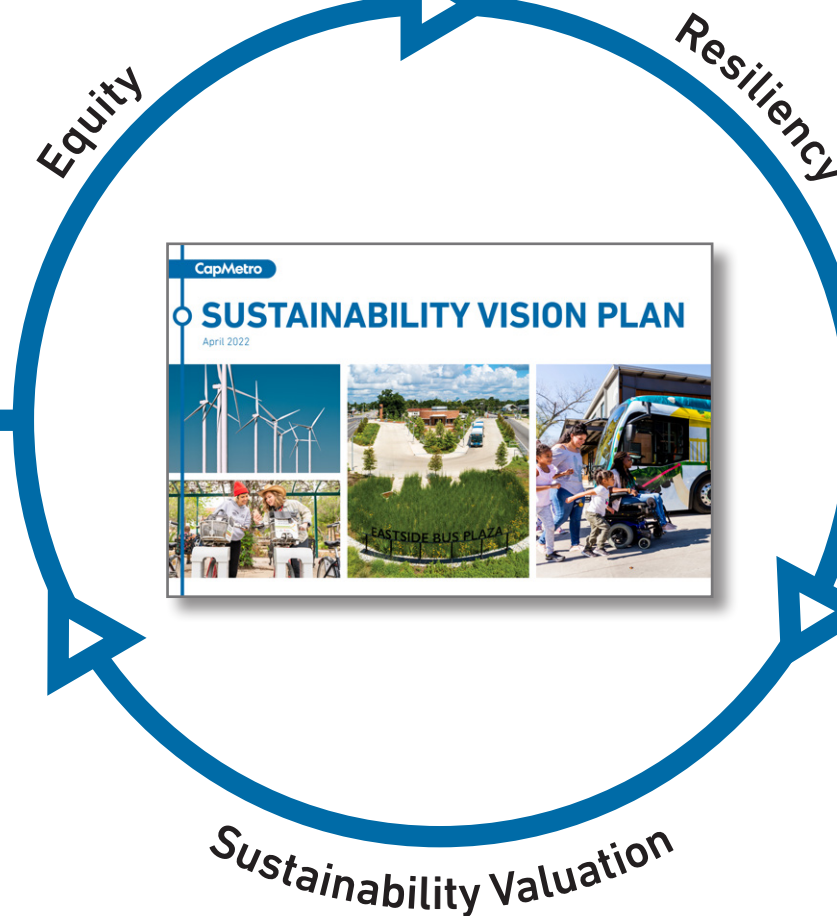 Equity
Resiliency
CapMetro
SUSTAINABILITY VISION PLAN
April 2022
EASTSIDE BUS PLAZA
Sustainability Valuation